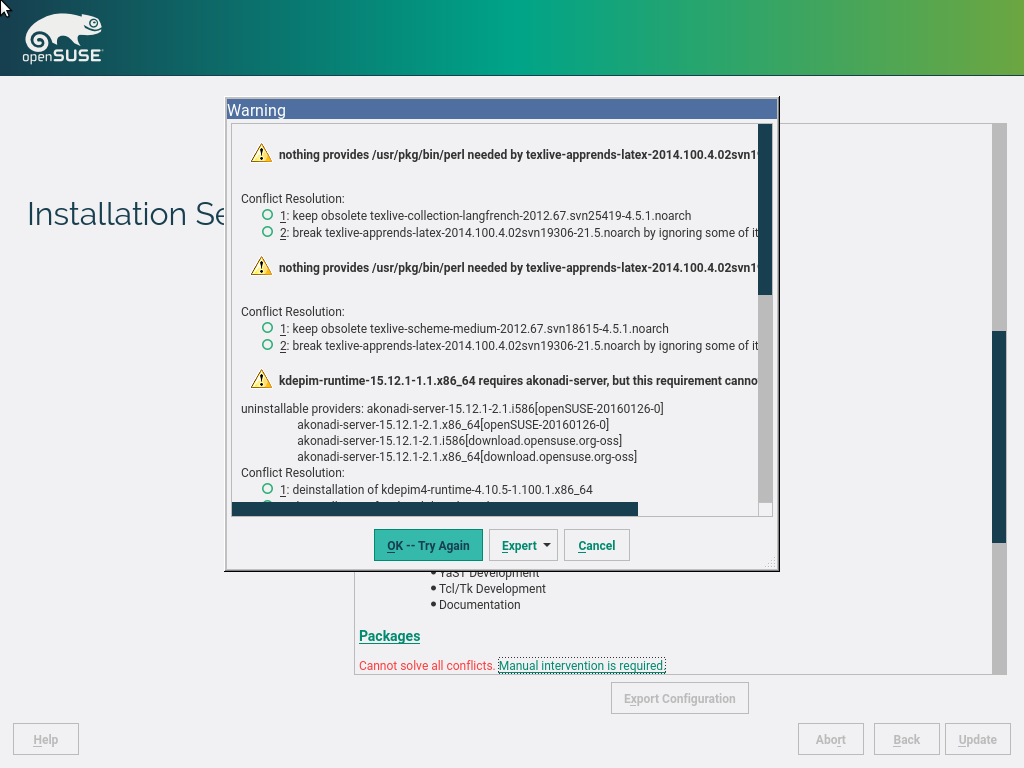 openSUSE
Warning
nothing provides /usr/pkg/bin/perl needed by texlive-apprends-latex-2014.100.4.02svn1
Conflict Resolution:
1: keep obsolete texlive-collection-langfrench-2012.67.svn25419-4.5.1.noarch
2: break texlive-apprends-latex-2014.100.4.02svn19306-21.5.noarch by ignoring some of it
nothing provides /usr/pkg/bin/perl needed by texlive-apprends-latex-2014.100.4.02svn1
Conflict Resolution:
1: keep obsolete texlive-scheme-medium-2012.67.svn18615-4.5.1.noarch
2: break texlive-apprends-latex-2014.100.4.02svn19306-21.5.noarch by ignoring some of it
kdepim-runtime-15.12.1-1.1.x86_64 requires akonadi-server, but this requirement canno
uninstallable providers: akonadi-server-15.12.1-2.1.i586[openSUSE-20160126-0]
akonadi-server-15.12.1-2.1.x86_64[openSUSE-20160126-0]
akonadi-server-15.12.1-2.1.i586[download.opensuse.org-oss]
akonadi-server-15.12.1-2.1.x86_64[download.opensuse.org-oss]
Conflict Resolution:
1: deinstallation of kdepim4-runtime-4.10.5-1.100.1.x86_64
OK -- Try Again
Expert
Cancel
Installation Se
YaST Development
Tcl/Tk Development
Documentation
Packages
Cannot solve all conflicts. Manual intervention is required.
Export Configuration
Help
Abort
Back
Update